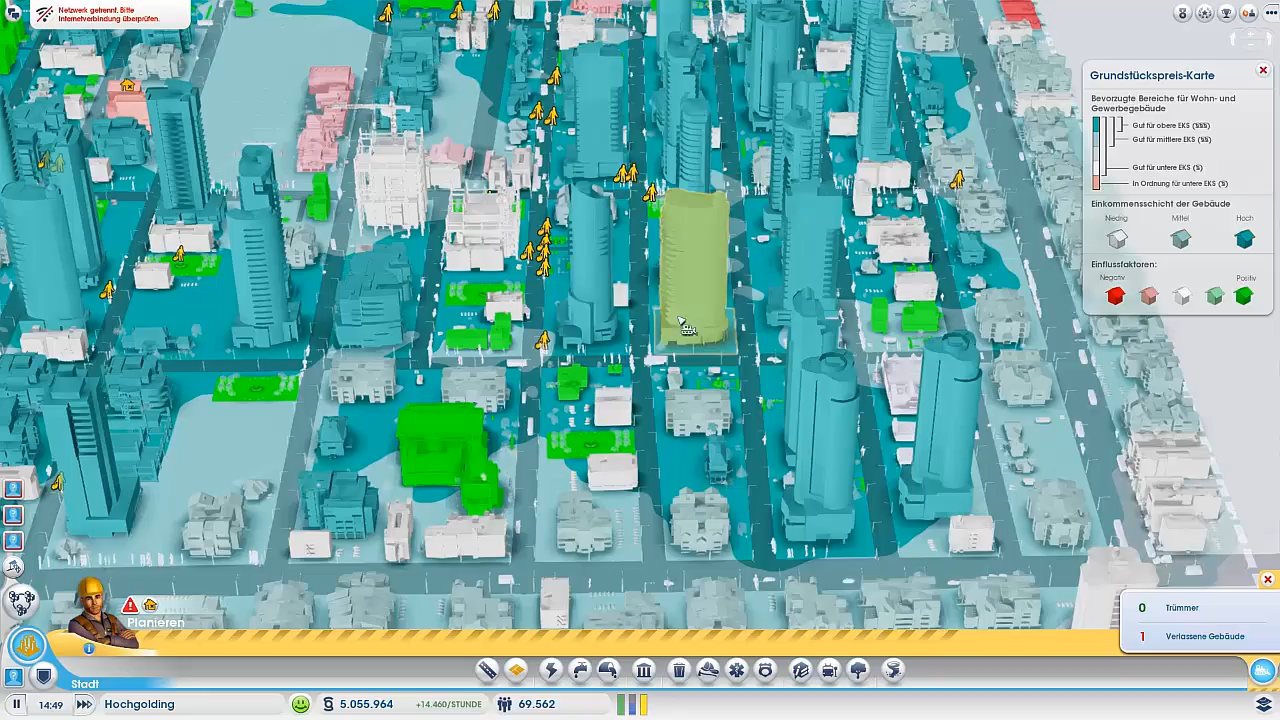 Netzwerk getrennt. Bitte
Internetverbindung überprüfen.
Grundstückspreis-Karte
Bevorzugte Bereiche für Wohn- und
Gewerbegebäude
Gut für obere EKS ($$$)
Gut für mittlere EKS ($$)
Gut für untere EKS ($)
In Ordnung für untere EKS ($)
Einkommensschicht der Gebäude
Niedrig Mittel Hoch
Einflussfaktoren:
Negativ Positiv
0 Trümmer
1 Verlassene Gebäude
Planieren
Stadt
14:49 Hochgolding 5.055.964 +14.460/STUNDE 69.562